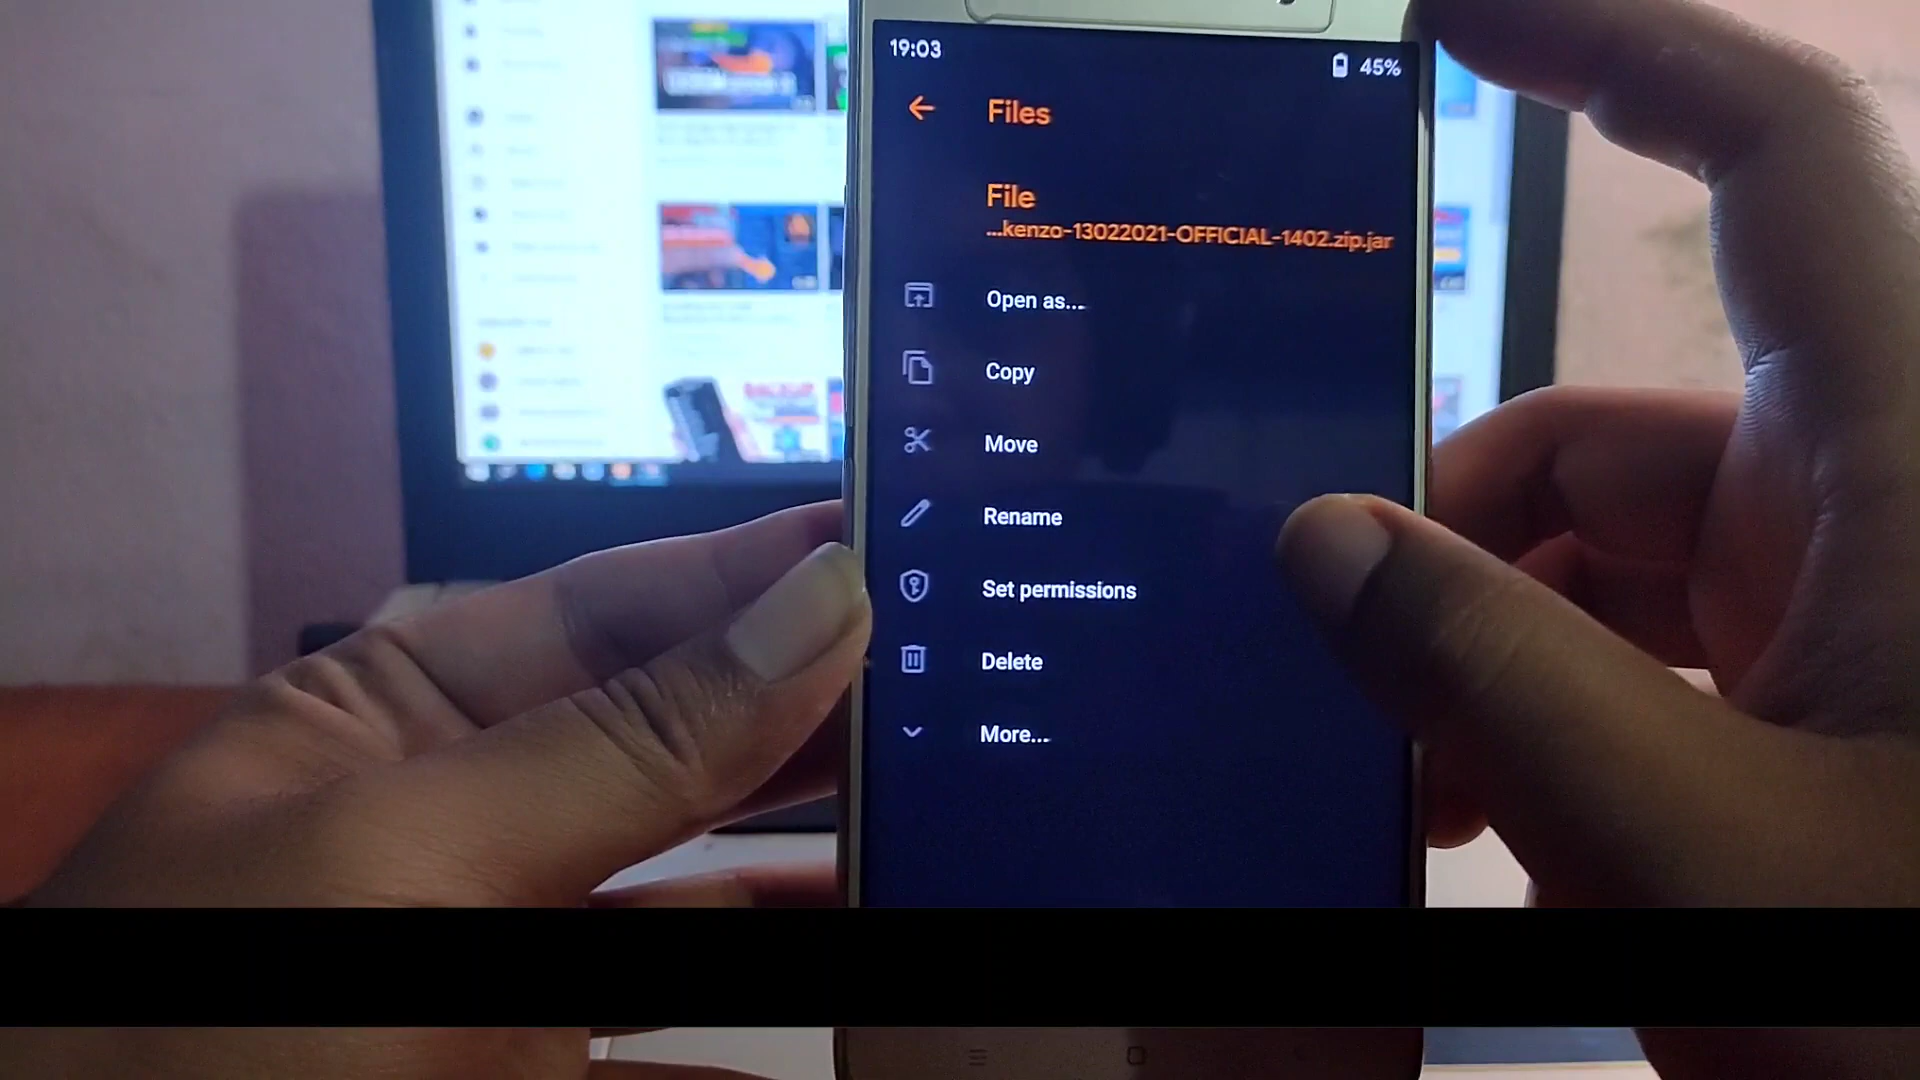 19:03
45%
Files
File
...kenzo-13022021-OFFICIAL-1402.zip.jar
Open as...
Copy
Move
Rename
Set permissions
Delete
More...